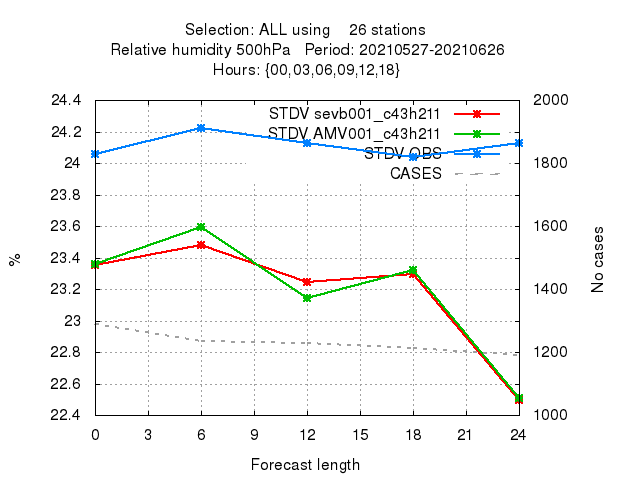 Selection: ALL using    26 stations
Relative humidity 500hPa   Period: 20210527-20210626
Hours: {00,03,06,09,12,18}
24.4 2000
STDV sevb001_c43h211
24.2 STDV AMV001_c43h211
STDV OBS
24 1800
CASES
23.8
23.6 1600
23.4
% No cases
23.2 1400
23
22.8 1200
22.6
22.4 1000
0 3 6 9 12 15 18 21 24
Forecast length